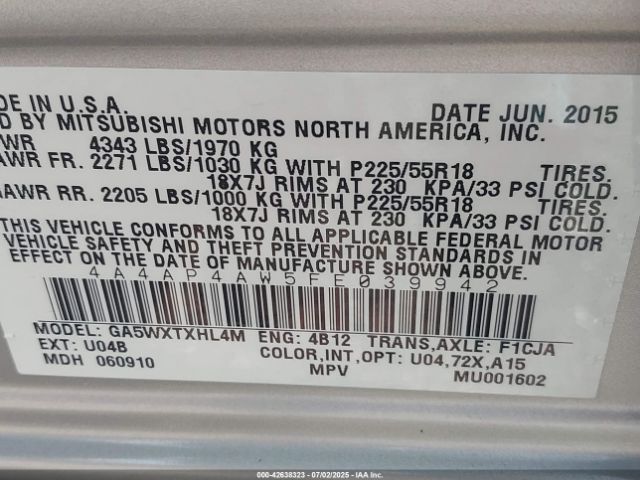 DE IN U.S.A. DATE JUN. 2015
D BY MITSUBISHI MOTORS NORTH AMERICA, INC.
WR 4343 LBS/1970 KG
AWR FR. 2271 LBS/1030 KG WITH P225/55R18 TIRES.
18X7J RIMS AT 230 KPA/33 PSI COLD.
AWR RR. 2205 LBS/1000 KG WITH P225/55R18 TIRES.
18X7J RIMS AT 230 KPA/33 PSI COLD.
THIS VEHICLE CONFORMS TO ALL APPLICABLE FEDERAL MOTOR
VEHICLE SAFETY AND THEFT PREVENTION STANDARDS IN
EFFECT ON THE DATE OF MANUFACTURE SHOWN ABOVE.
4A4AP4AW5FE039942
MODEL: GA5WXTXHL4M ENG: 4B12 TRANS,AXLE: F1CJA
EXT: U04B COLOR,INT,OPT: U04,72X,A15
MDH 060910 MPV MU001602
000-42638323 - 07/02/2025 - IAAI.COM